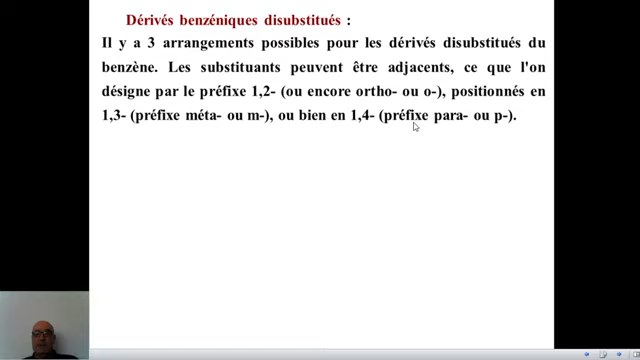 Dérivés benzéniques disubstitués :
Il y a 3 arrangements possibles pour les dérivés disubstitués du
benzène. Les substituants peuvent être adjacents, ce que l'on
désigne par le préfixe 1,2- (ou encore ortho- ou o-), positionnés en
1,3- (préfixe méta- ou m-), ou bien en 1,4- (préfixe para- ou p-).